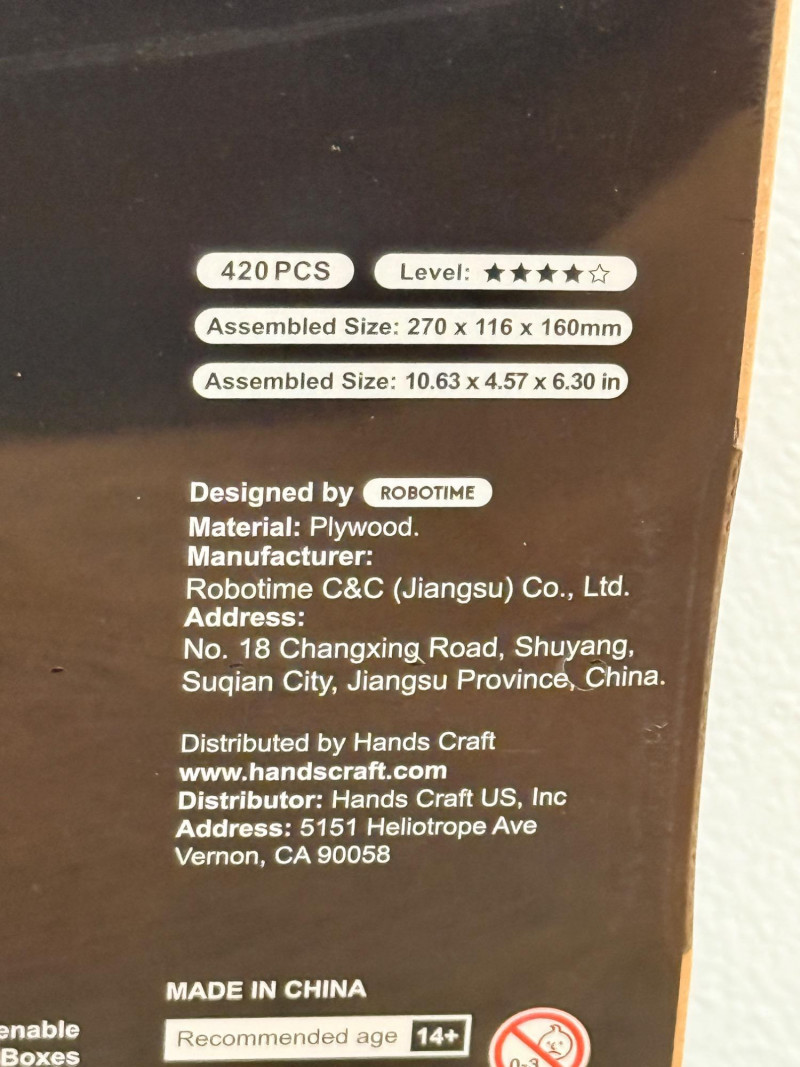 420 PCS
Level: ★★★★☆
Assembled Size: 270 x 116 x 160mm
Assembled Size: 10.63 x 4.57 x 6.30 in
Designed by ROBOTIME
Material: Plywood.
Manufacturer:
Robotime C&C (Jiangsu) Co., Ltd.
Address:
No. 18 Changxing Road, Shuyang,
Suqian City, Jiangsu Province, China.
Distributed by Hands Craft
www.handscraft.com
Distributor: Hands Craft US, Inc
Address: 5151 Heliotrope Ave
Vernon, CA 90058
MADE IN CHINA
Recommended age 14+
0-3
enable
Boxes